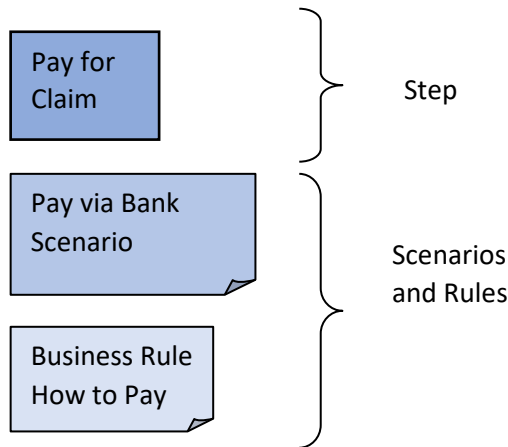 Pay for
Claim
Step
Pay via Bank
Scenario
Scenarios
and Rules
Business Rule
How to Pay